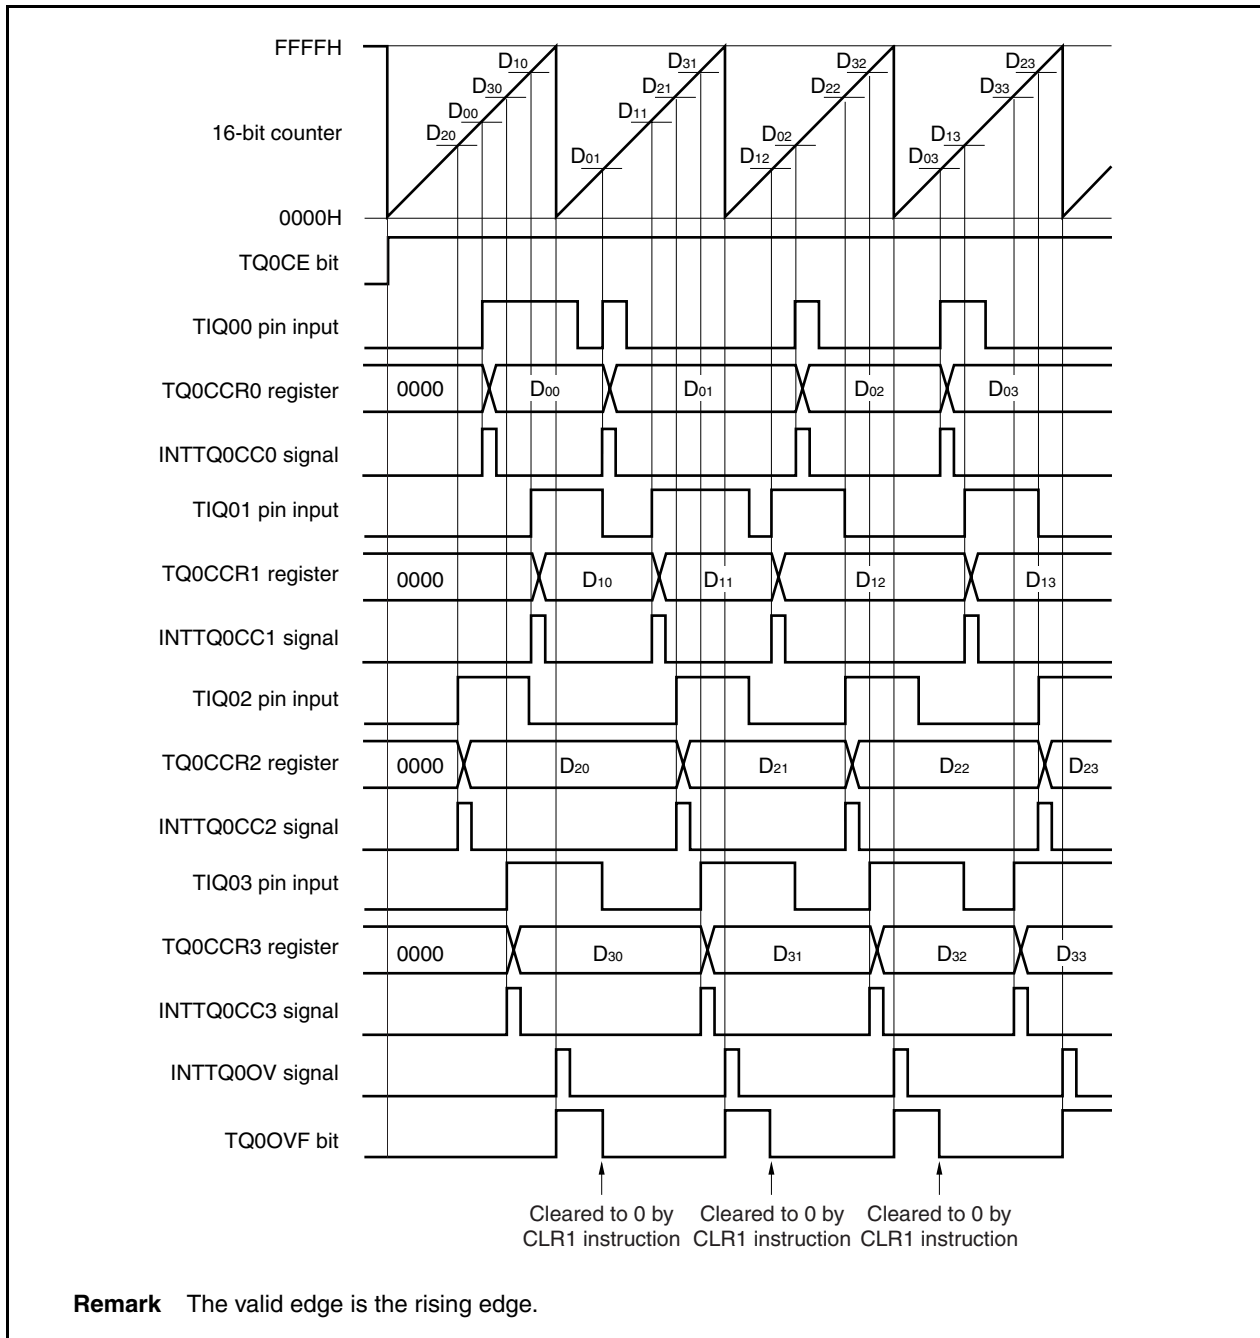 FFFFH
D10
D31
D32
D23
D30
D21
D22
D33
D00
D11
16-bit counter
D20
D02
D13
D01
D12
D03
0000H
TQ0CE bit
TIQ00 pin input
TQ0CCR0 register
0000
D00
D01
D02
D03
INTTQ0CC0 signal
TIQ01 pin input
TQ0CCR1 register
0000
D10
D11
D12
D13
INTTQ0CC1 signal
TIQ02 pin input
TQ0CCR2 register
0000
D20
D21
D22
D23
INTTQ0CC2 signal
TIQ03 pin input
TQ0CCR3 register
0000
D30
D31
D32
D33
INTTQ0CC3 signal
INTTQ0OV signal
TQ0OVF bit
Cleared to 0 by
CLR1 instruction
Cleared to 0 by
CLR1 instruction
Cleared to 0 by
CLR1 instruction
Remark The valid edge is the rising edge.